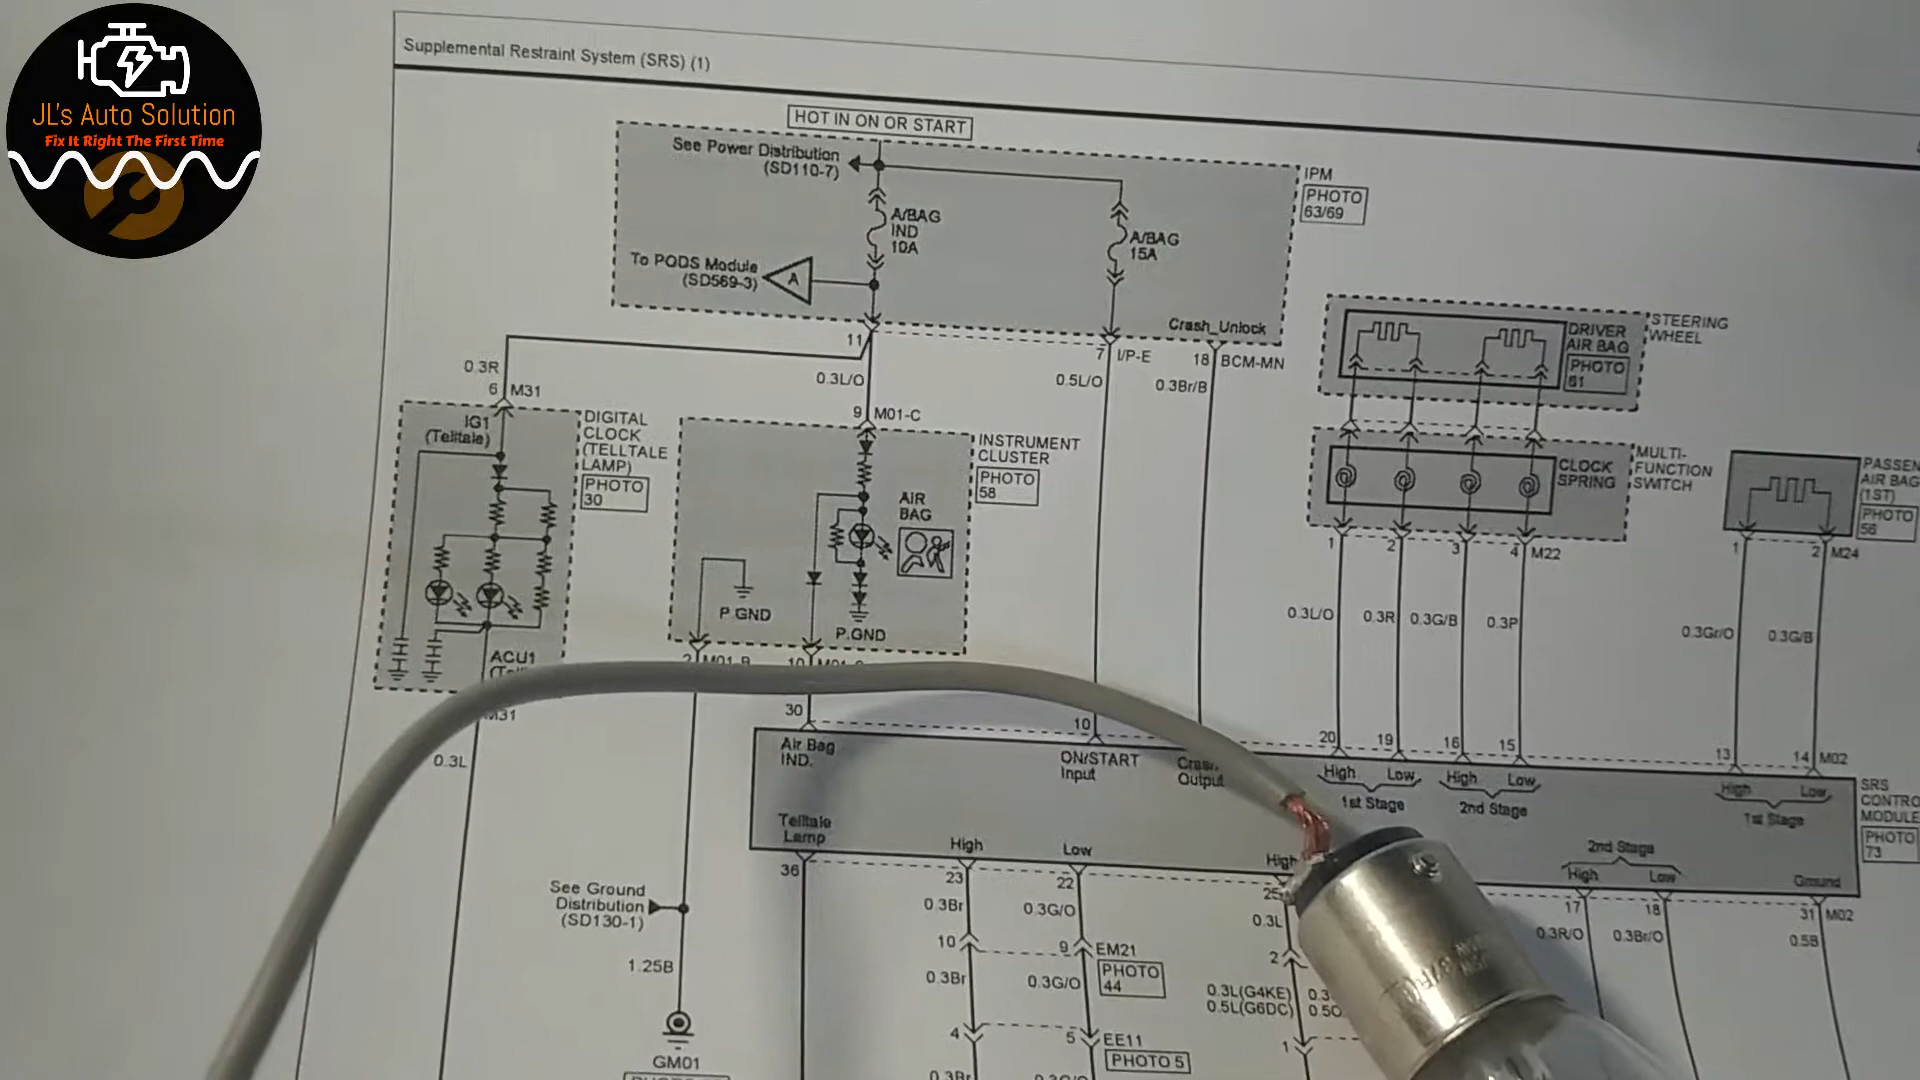 JL's Auto Solution
Fix It Right The First Time
Supplemental Restraint System (SRS) (1)
HOT IN ON OR START
See Power Distribution
(SD110-7)
A/BAG
IND
10A
A/BAG
15A
IPM
PHOTO
63/69
To PODS Module
(SD569-3)
A
Crash_Unlock
11
7
I/P-E
18
BCM-MN
0.3R
0.3L/O
0.5L/O
0.3Br/B
6
M31
9
M01-C
IG1
(Telltale)
DIGITAL
CLOCK
(TELLTALE
LAMP)
PHOTO
30
INSTRUMENT
CLUSTER
PHOTO
58
AIR
BAG
P.GND
P.GND
ACU1
M31
0.3L
2
10
DRIVER
AIR BAG
PHOTO
61
STEERING
WHEEL
CLOCK
SPRING
MULTI-
FUNCTION
SWITCH
1
2
3
4
M22
0.3L/O
0.3R
0.3G/B
0.3P
PHOTO
56
1
2
M24
0.3Gr/O
0.3G/B
30
10
20
19
16
15
13
14
M02
Air Bag
IND.
ON/START
Input
Output
High
Low
High
Low
1st Stage
2nd Stage
High
Low
1st Stage
SRS
MODULE
PHOTO
73
Telltale
Lamp
High
Low
High
2nd Stage
High
Low
Ground
36
23
22
25
17
18
31
M02
0.3Br
0.3G/O
0.3L
0.3R/O
0.3Br/O
0.5B
10
9
EM21
PHOTO
44
2
See Ground
Distribution
(SD130-1)
1.25B
0.3Br
0.3G/O
0.3L(G4KE)
0.5L(G6DC)
4
5
EE11
PHOTO 5
1
GM01
0.3Br